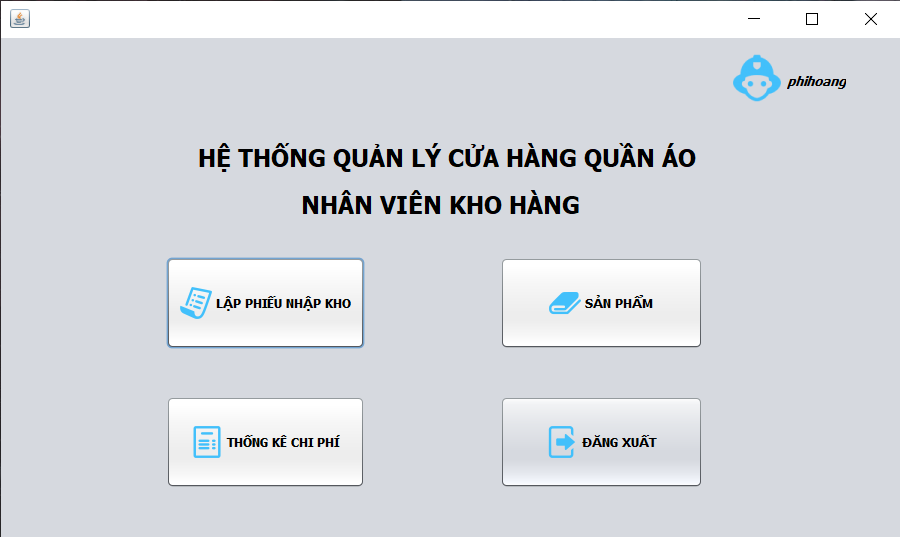 phihoang
HỆ THỐNG QUẢN LÝ CỬA HÀNG QUẦN ÁO
NHÂN VIÊN KHO HÀNG
LẬP PHIẾU NHẬP KHO
SẢN PHẨM
THỐNG KÊ CHI PHÍ
ĐĂNG XUẤT